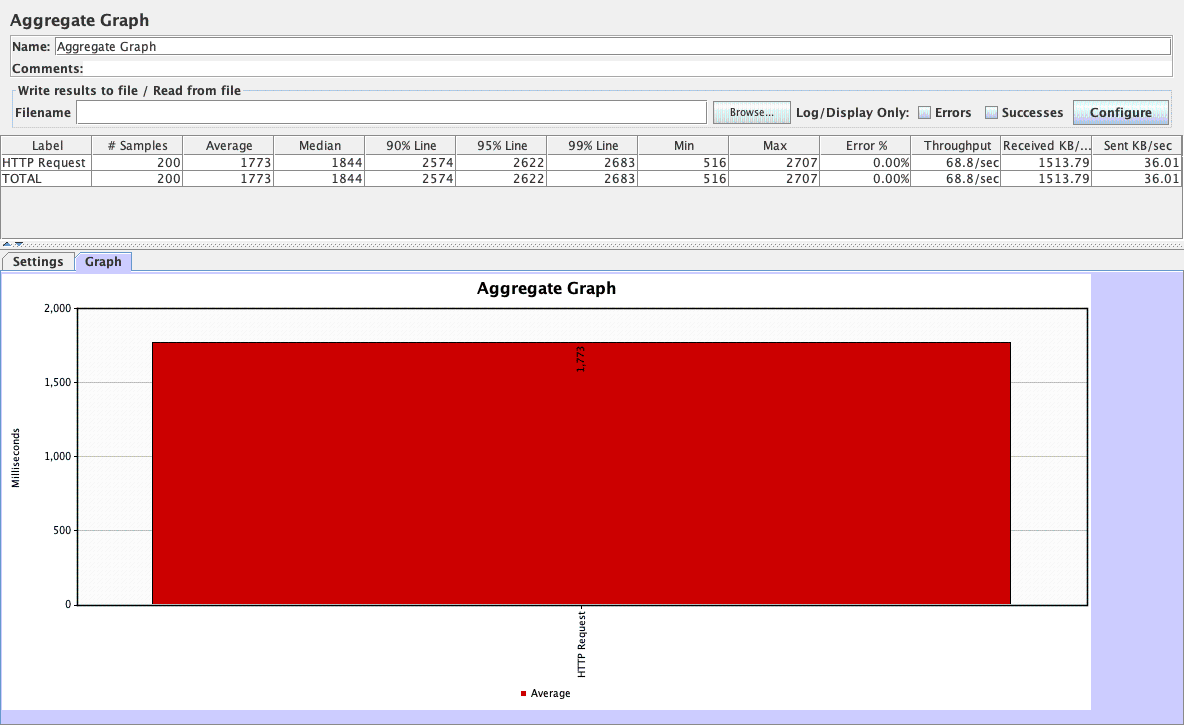 Aggregate Graph
Name: Aggregate Graph
Comments:
Write results to file / Read from file
Filename Browse... Log/Display Only: Errors Successes Configure
Label # Samples Average Median 90% Line 95% Line 99% Line Min Max Error % Throughput Received KB/... Sent KB/sec
HTTP Request 200 1773 1844 2574 2622 2683 516 2707 0.00% 68.8/sec 1513.79 36.01
TOTAL 200 1773 1844 2574 2622 2683 516 2707 0.00% 68.8/sec 1513.79 36.01
Settings Graph
Aggregate Graph
2,000
1,773
1,500
Milliseconds
1,000
500
0
HTTP Request
Average